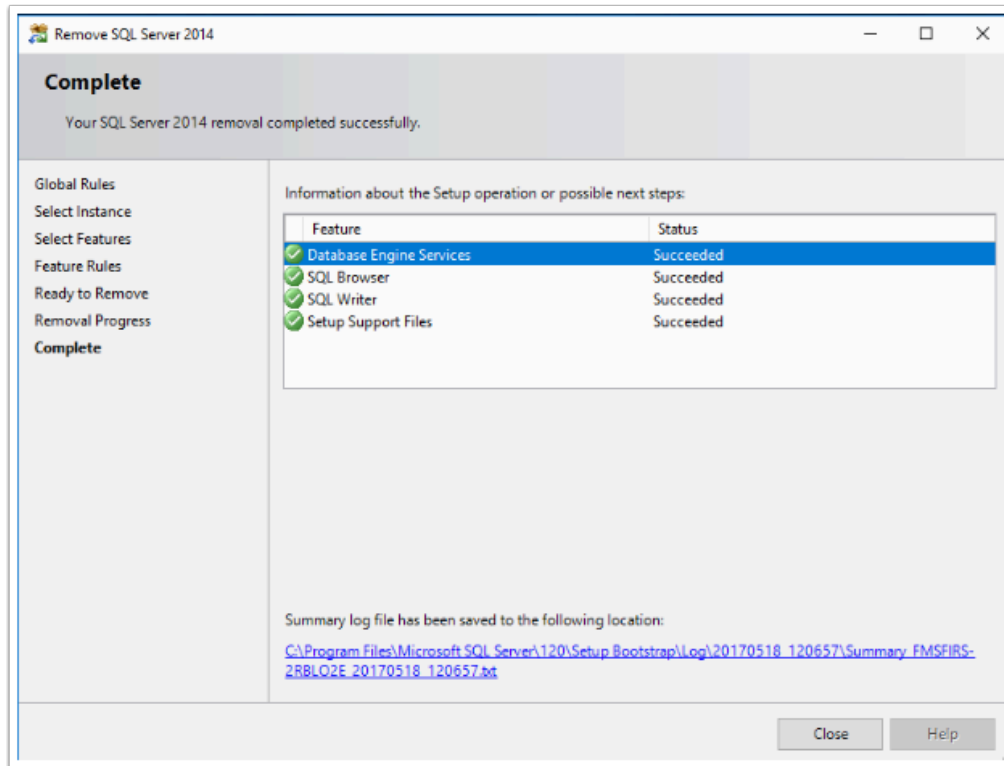 Remove SQL Server 2014
Complete
Your SQL Server 2014 removal completed successfully.
Global Rules
Select Instance
Select Features
Feature Rules
Ready to Remove
Removal Progress
Complete
Information about the Setup operation or possible next steps:
Feature Status
Database Engine Services Succeeded
SQL Browser Succeeded
SQL Writer Succeeded
Setup Support Files Succeeded
Summary log file has been saved to the following location:
C:\Program Files\Microsoft SQL Server\120\Setup Bootstrap\Log\20170518_120657\Summary_FMSFIRS-
2RBLO2E_20170518_120657.txt
Close Help